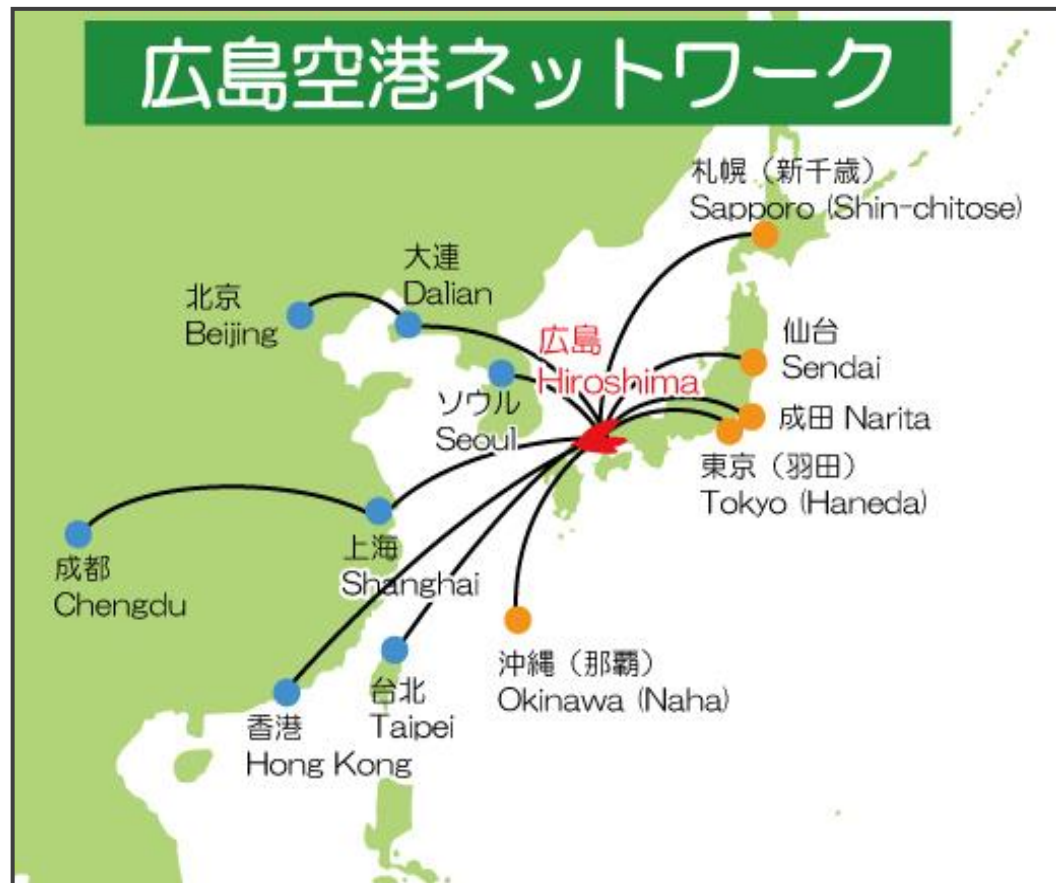 広島空港ネットワーク
札幌（新千歳）
Sapporo (Shin-chitose)
大連
Dalian
北京
Beijing
広島
Hiroshima
仙台
Sendai
ソウル
Seoul
成田 Narita
東京（羽田）
Tokyo (Haneda)
上海
Shanghai
成都
Chengdu
沖縄（那覇）
Okinawa (Naha)
台北
Taipei
香港
Hong Kong